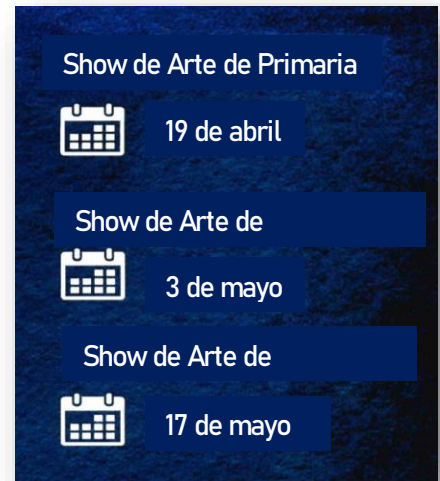 Show de Arte de Primaria
19 de abril
Show de Arte de
3 de mayo
Show de Arte de
17 de mayo